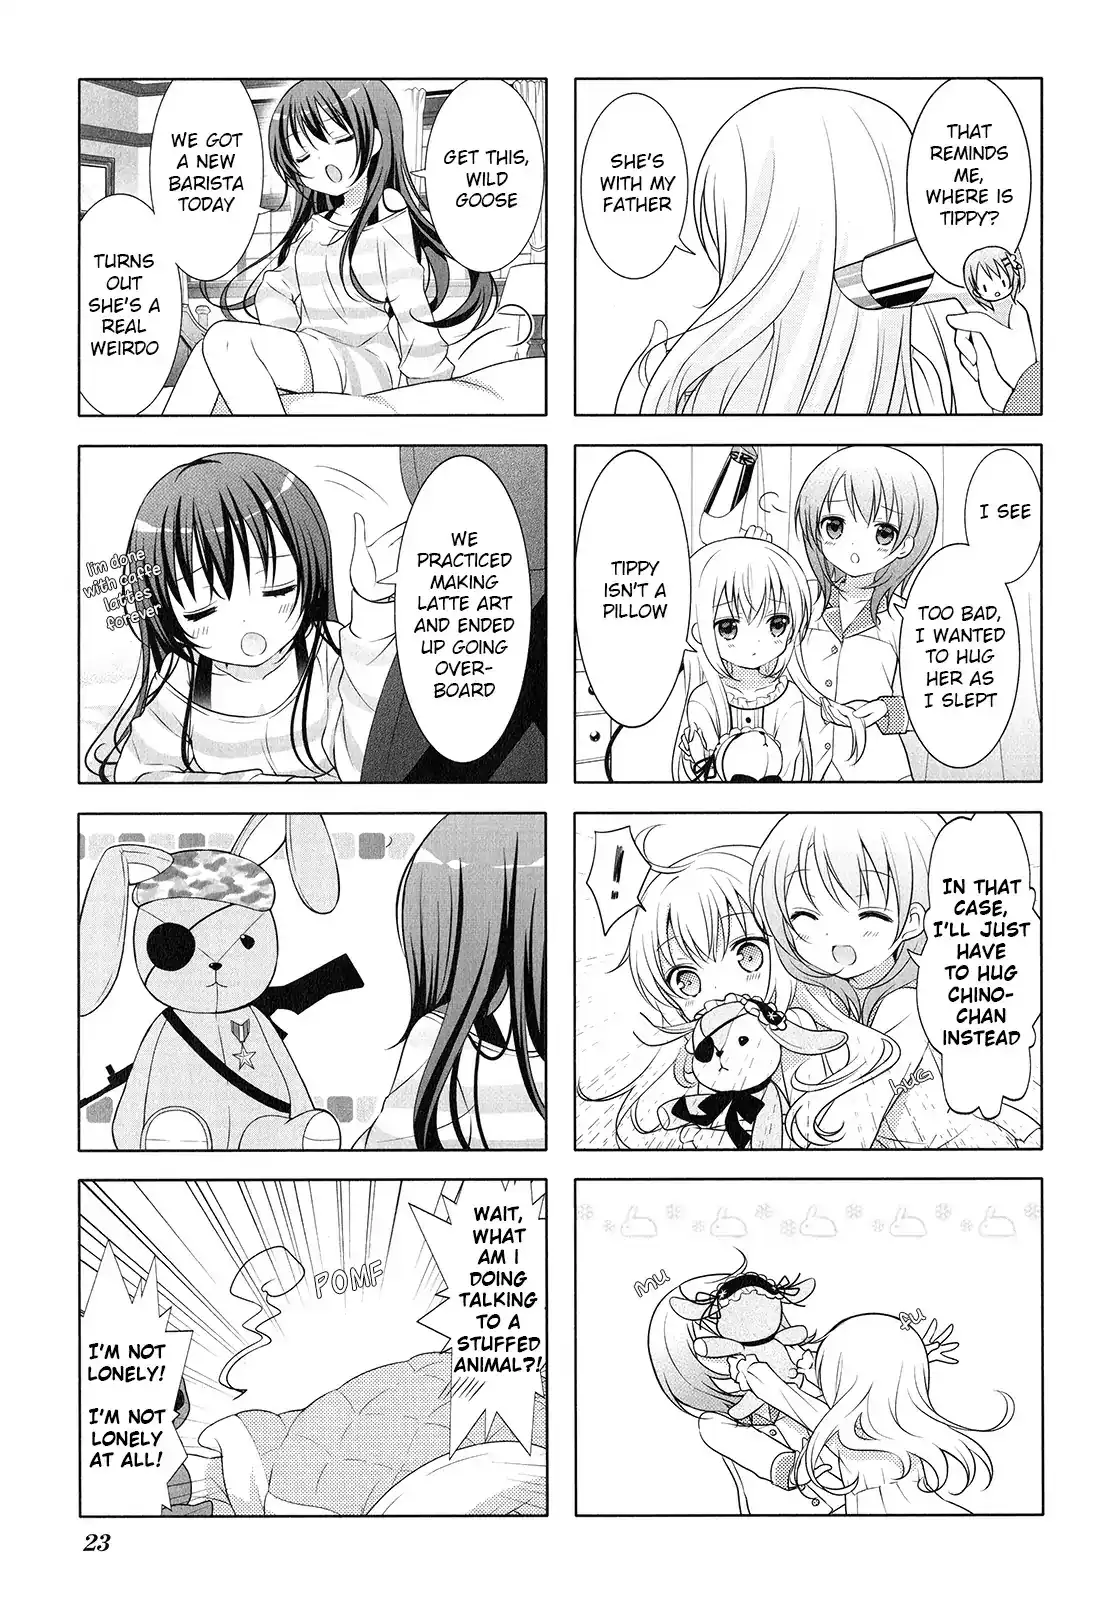 THAT
REMINDS
ME,
WHERE IS
TIPPY?
SHE'S
WITH MY
FATHER
I SEE
TOO BAD,
I WANTED
TO HUG
HER AS
I SLEPT
TIPPY
ISN'T A
PILLOW
IN THAT
CASE,
I'LL JUST
HAVE
TO HUG
CHINO-
CHAN
INSTEAD
!
hug
mu
fu
GET THIS,
WILD
GOOSE
WE GOT
A NEW
BARISTA
TODAY
TURNS
OUT
SHE'S A
REAL
WEIRDO
WE
PRACTICED
MAKING
LATTE ART
AND ENDED
UP GOING
OVER-
BOARD
I'm done
with caffe
lattes
forever
WAIT,
WHAT
AM I
DOING
TALKING
TO A
STUFFED
ANIMAL?!
POMF
I'M NOT
LONELY!
I'M NOT
LONELY
AT ALL!
23